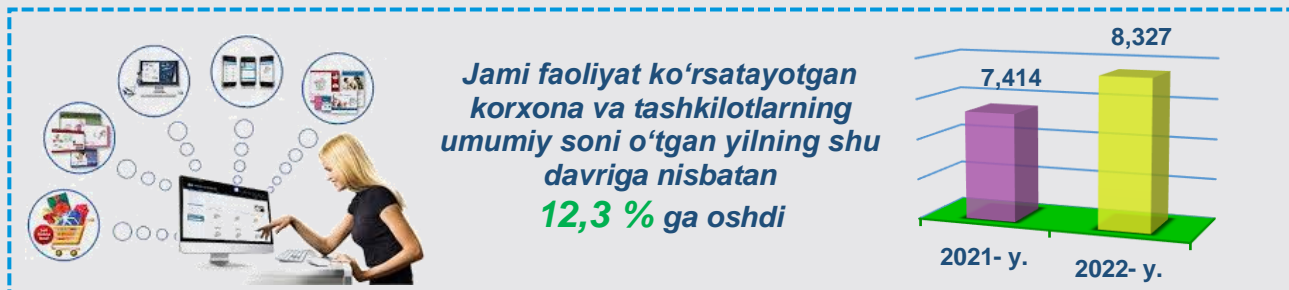 Jami faoliyat ko‘rsatayotgan
korxona va tashkilotlarning
umumiy soni o‘tgan yilning shu
davriga nisbatan
12,3 % ga oshdi
8,327
7,414
2021- y.
2022- y.